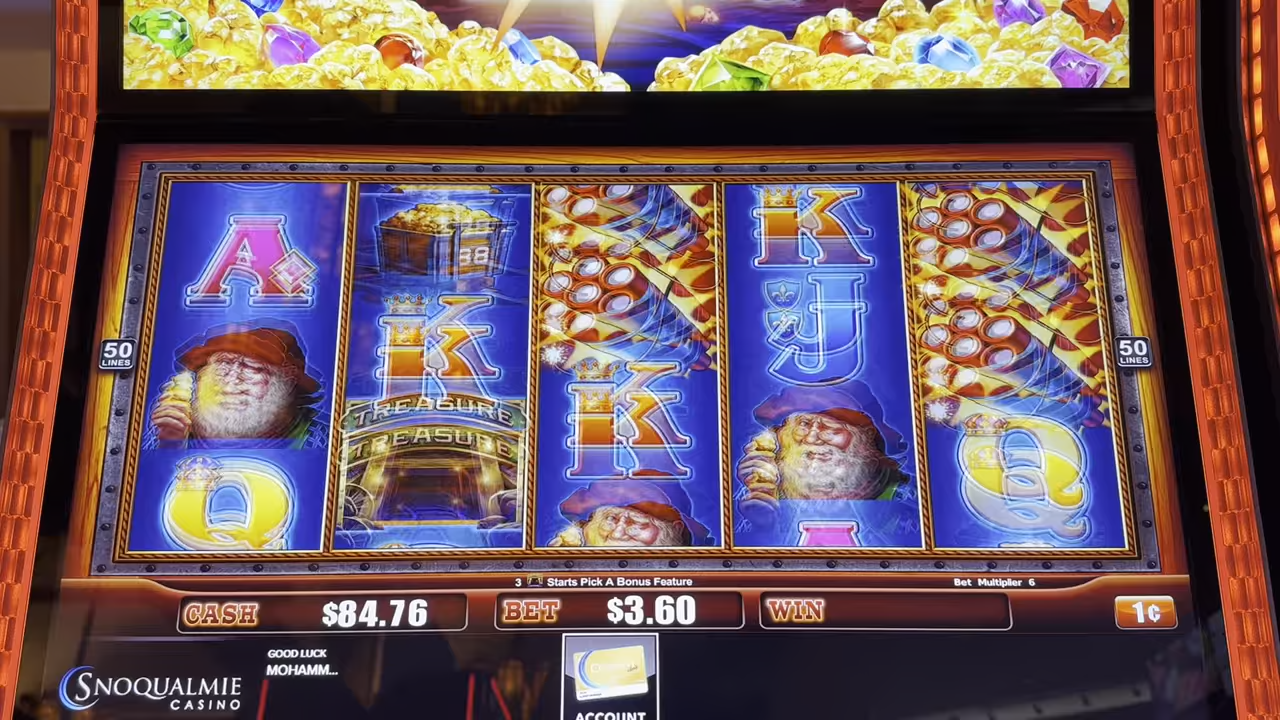 A
88
K
K
J
50 LINES
50 LINES
K
TREASURE
TREASURE
K
Q
Q
3 Starts Pick A Bonus Feature
Bet Multiplier 6
CASH $84.76
BET $3.60
WIN
1¢
GOOD LUCK
MOHAMM...
SNOQUALMIE
CASINO
ACCOUNT